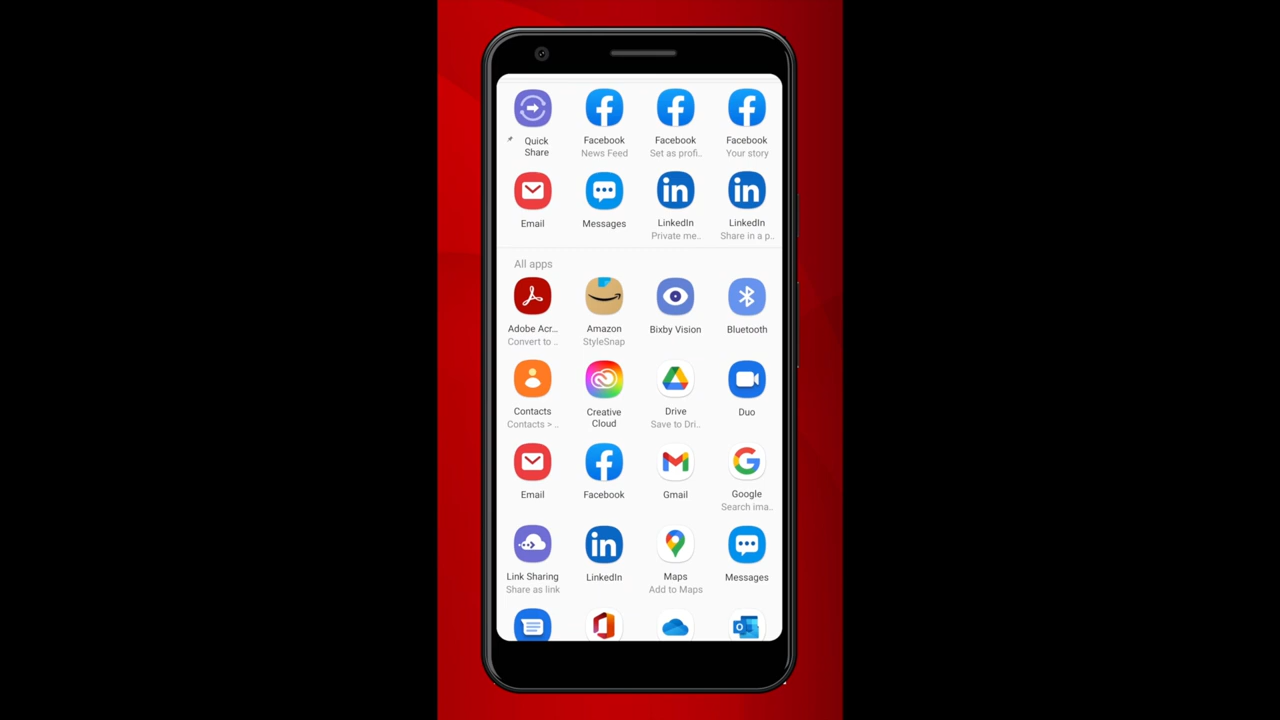 Quick Share
Facebook
News Feed
Facebook
Set as profi..
Facebook
Your story
Email
Messages
LinkedIn
Private me..
LinkedIn
Share in a p..
All apps
Adobe Acr...
Convert to ..
Amazon
StyleSnap
Bixby Vision
Bluetooth
Contacts
Contacts > ..
Creative Cloud
Drive
Save to Dri..
Duo
Email
Facebook
Gmail
Google
Search ima..
Link Sharing
Share as link
LinkedIn
Maps
Add to Maps
Messages